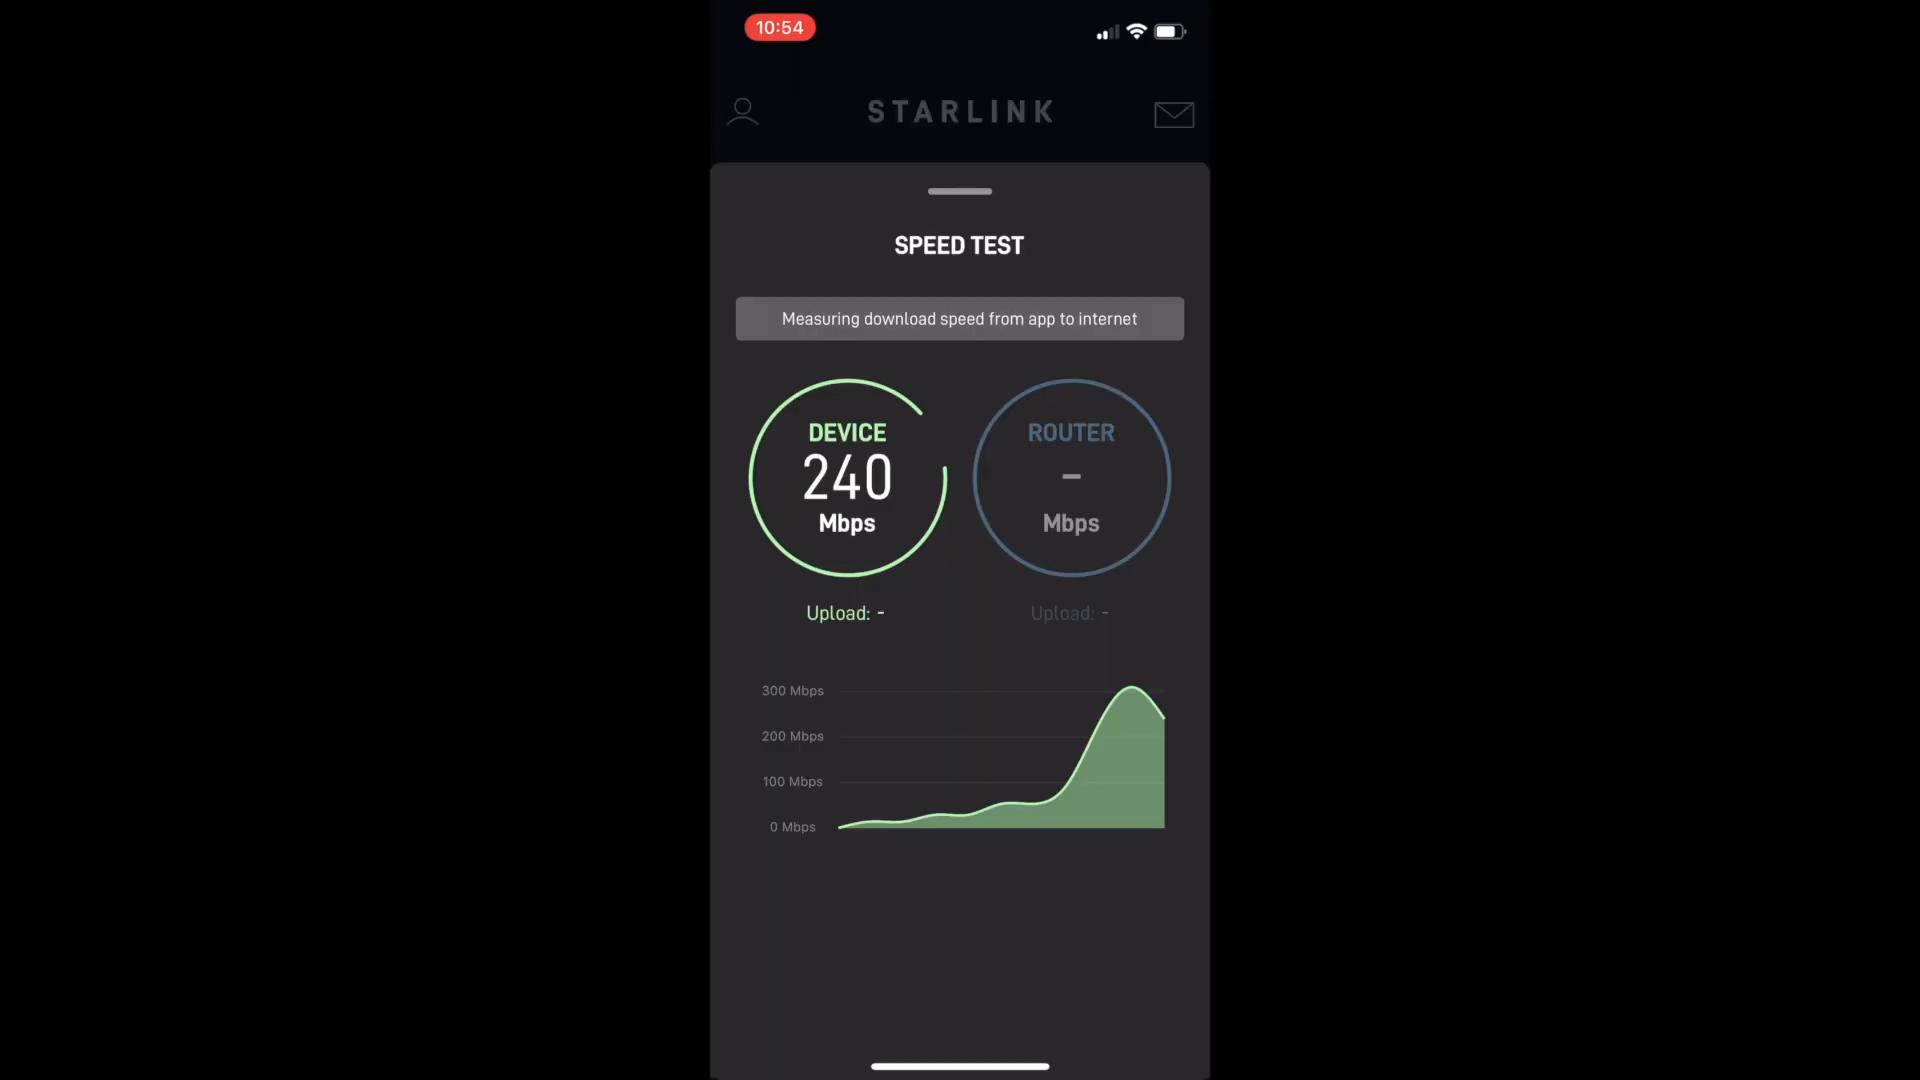 10:54
STARLINK
SPEED TEST
Measuring download speed from app to internet
DEVICE
240
Mbps
Upload: -
ROUTER
-
Mbps
Upload: -
300 Mbps
200 Mbps
100 Mbps
0 Mbps